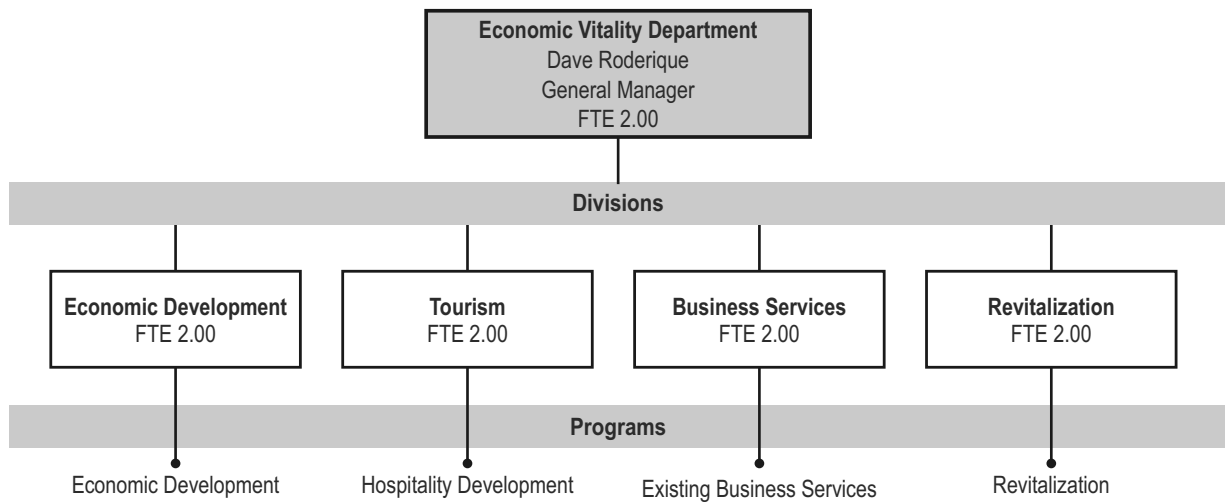 Economic Vitality Department
Dave Roderique
General Manager
FTE 2.00
Divisions
Economic Development
FTE 2.00
Tourism
FTE 2.00
Business Services
FTE 2.00
Revitalization
FTE 2.00
Programs
Economic Development
Hospitality Development
Existing Business Services
Revitalization